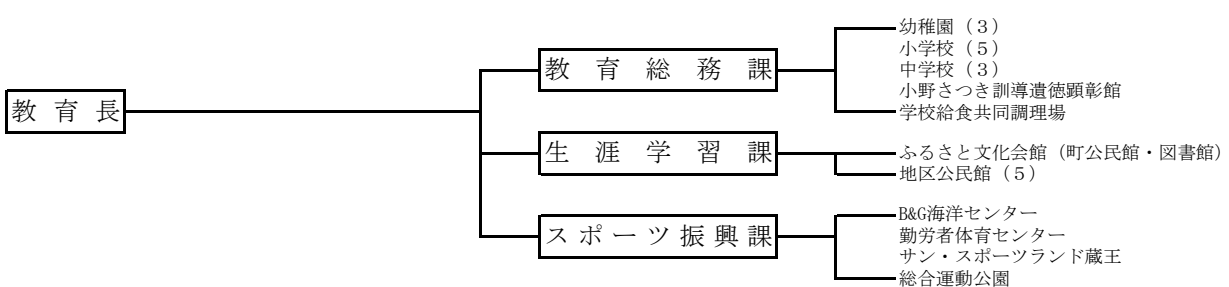 教育長
教育総務課
幼稚園（３）
小学校（５）
中学校（３）
小野さつき訓導遺徳顕彰館
学校給食共同調理場
生涯学習課
ふるさと文化会館（町公民館・図書館）
地区公民館（５）
スポーツ振興課
B&G海洋センター
勤労者体育センター
サン・スポーツランド蔵王
総合運動公園